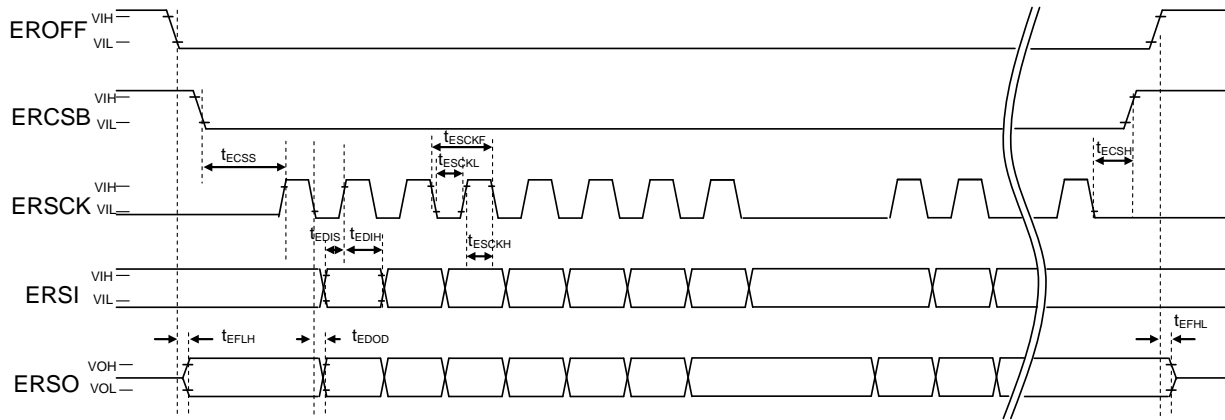 VIH
EROFF
VIL
VIH
ERCSB
VIL
tESCKF
tECSS
tESCKL
tECSH
VIH
ERSCK
VIL
tEDIS
tEDIH
tESCKH
VIH
ERSI
VIL
tEFLH
tEDOD
tEFHL
VOH
ERSO
VOL